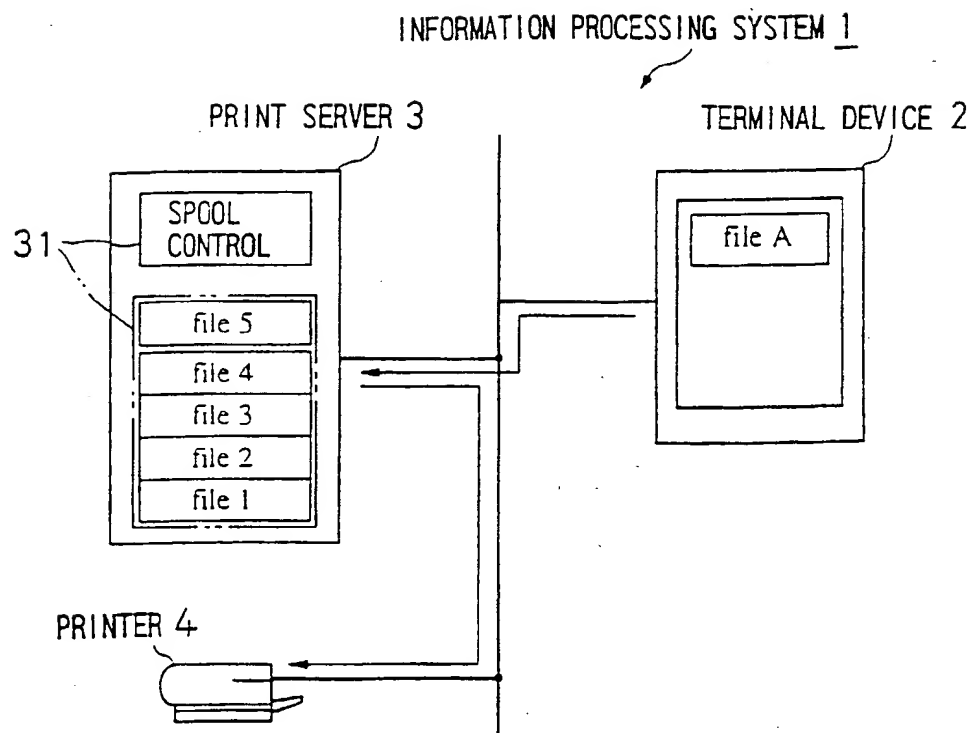 INFORMATION PROCESSING SYSTEM 1
PRINT SERVER 3
TERMINAL DEVICE 2
31
SPOOL
CONTROL
file A
file 5
file 4
file 3
file 2
file 1
PRINTER 4